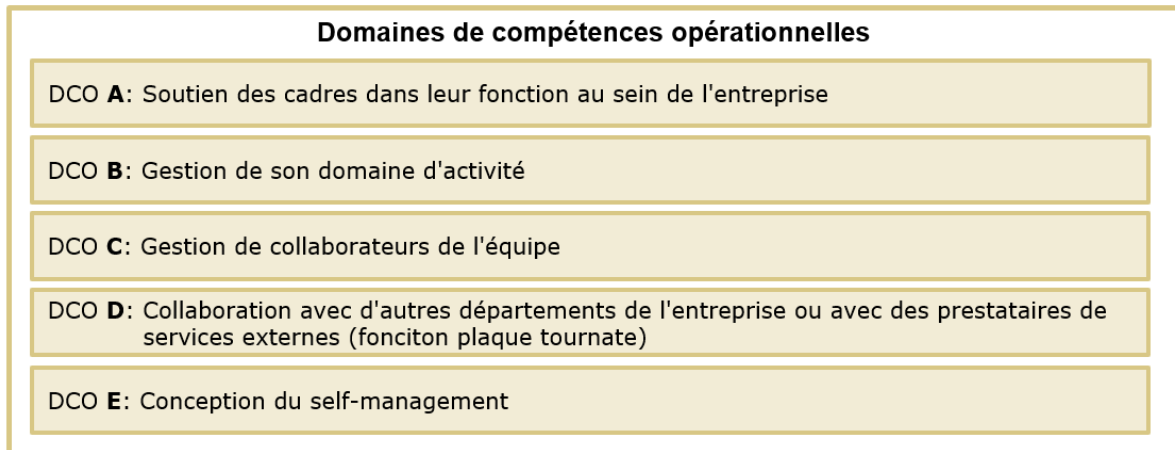 Domaines de compétences opérationnelles
DCO A: Soutien des cadres dans leur fonction au sein de l'entreprise
DCO B: Gestion de son domaine d'activité
DCO C: Gestion de collaborateurs de l'équipe
DCO D: Collaboration avec d'autres départements de l'entreprise ou avec des prestataires de
services externes (fonciton plaque tournate)
DCO E: Conception du self-management